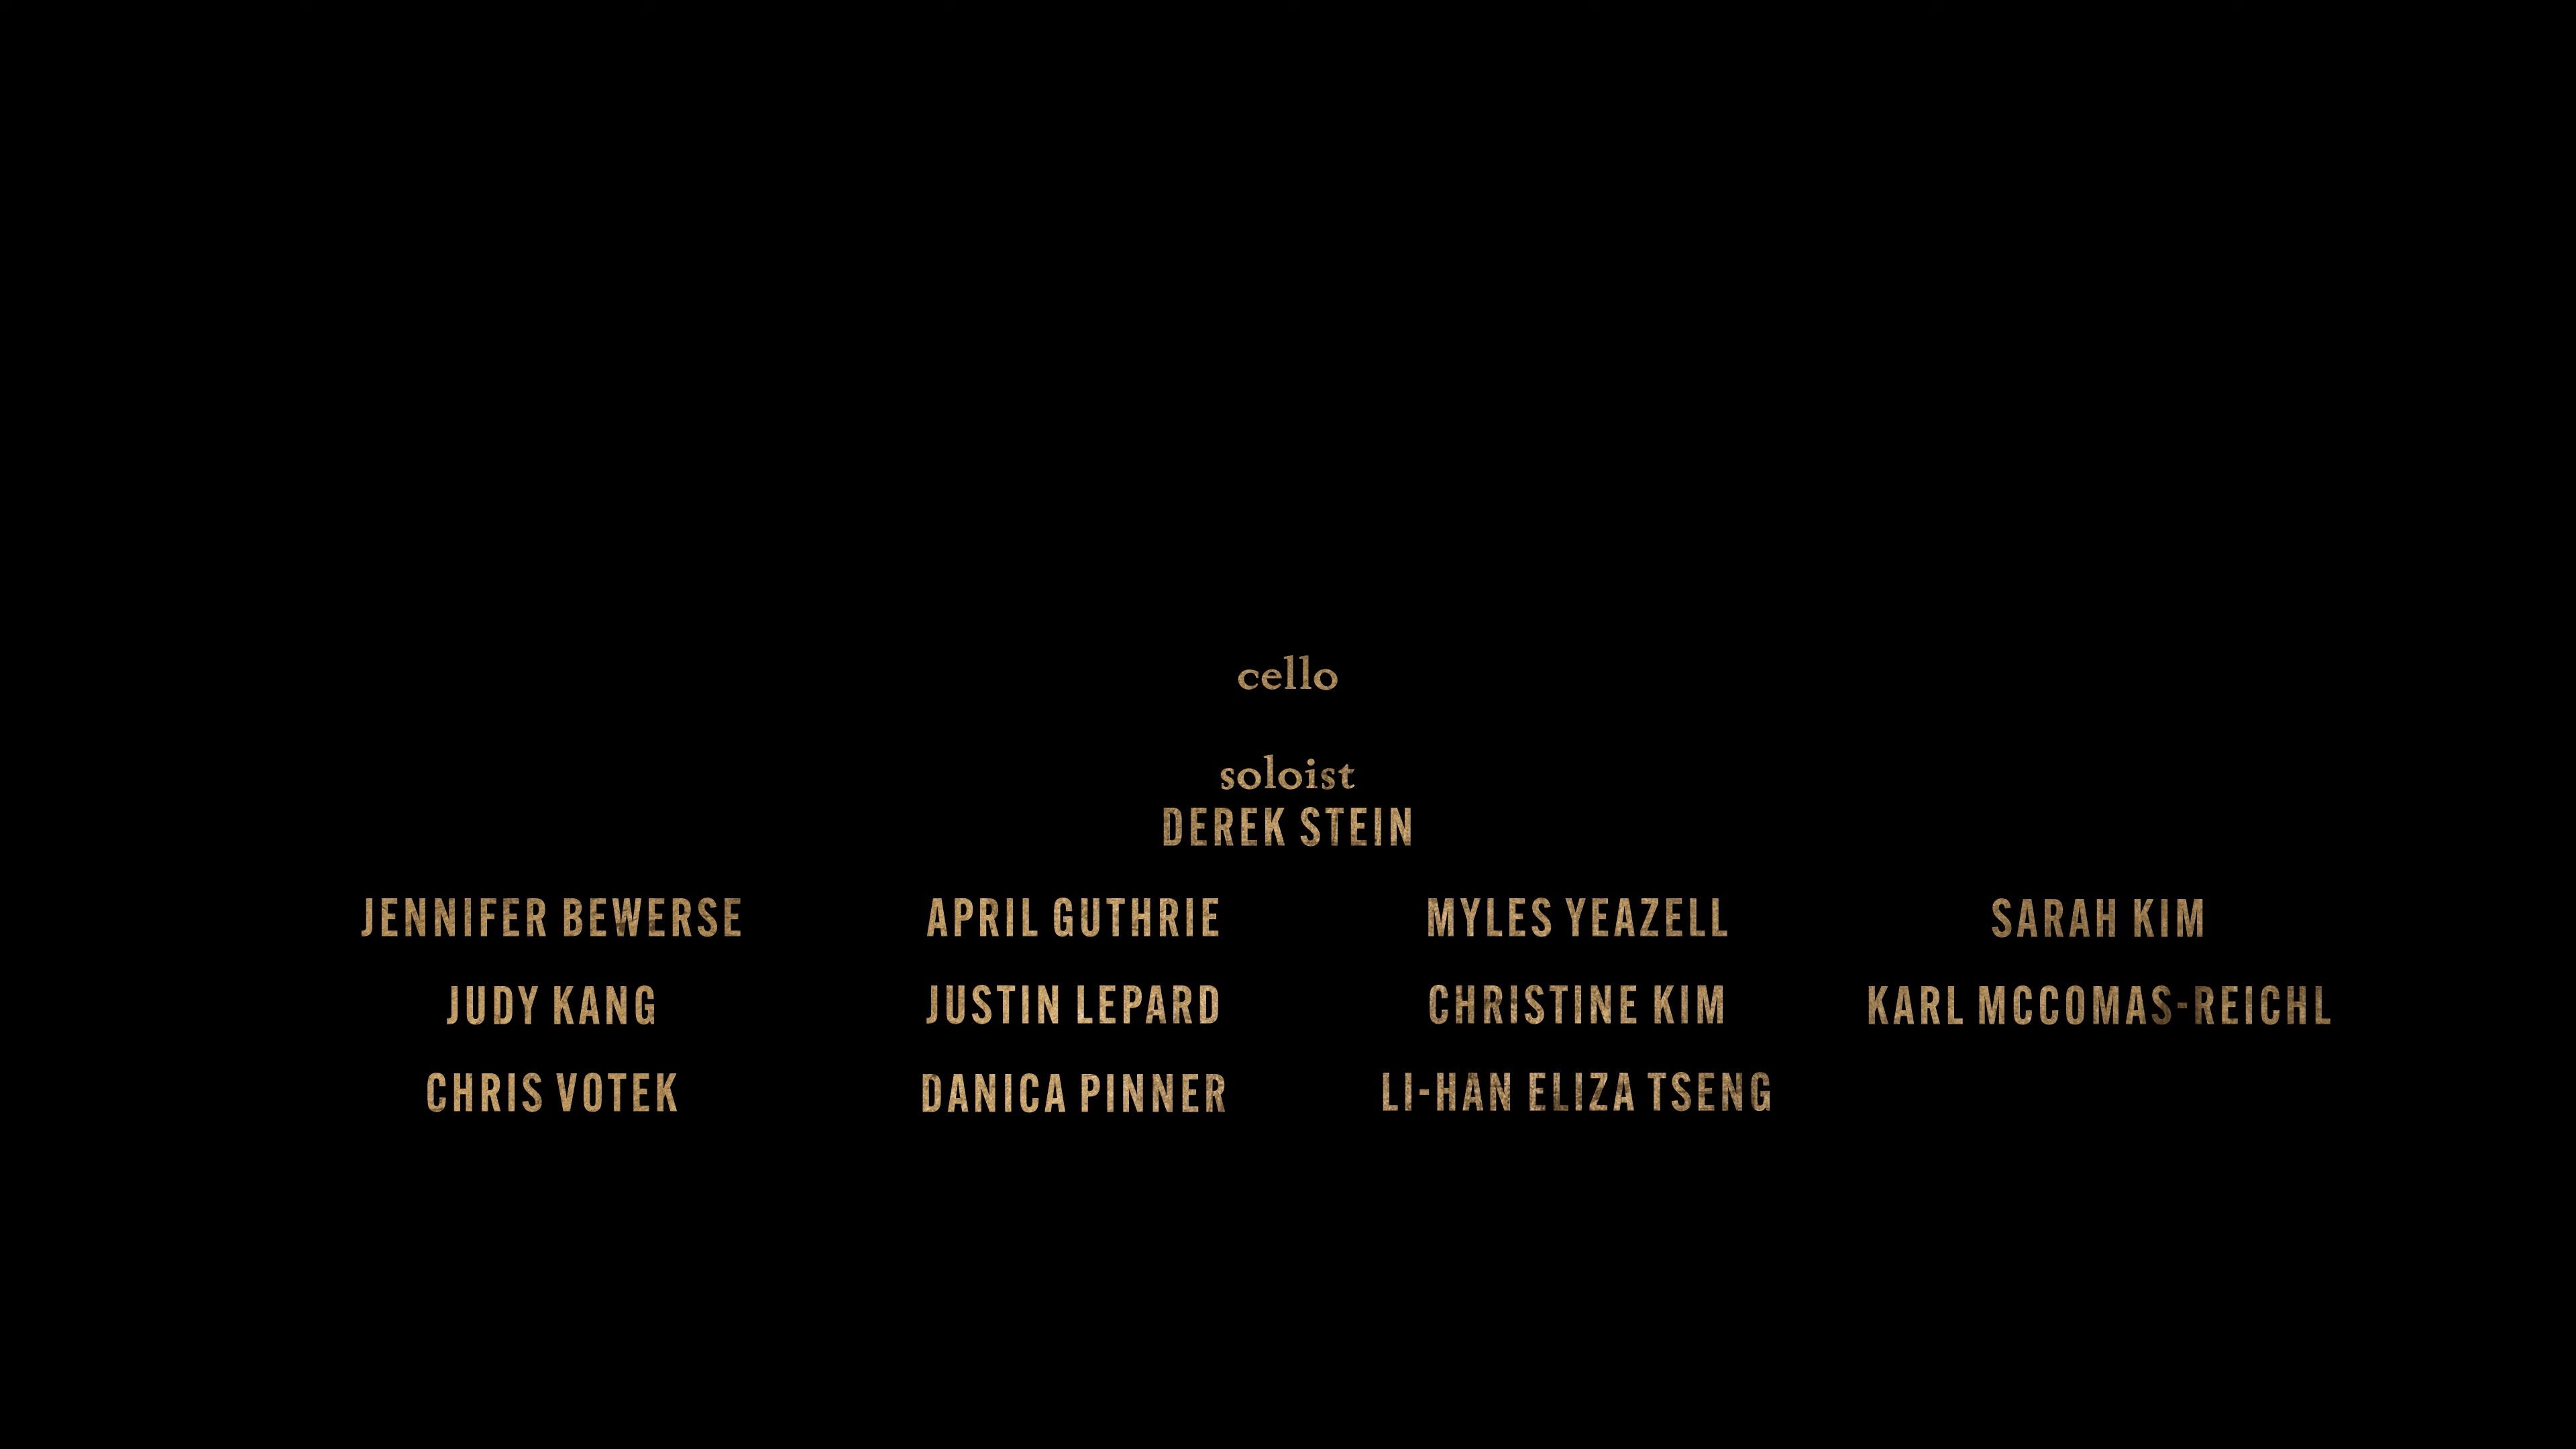 cello
soloist
DEREK STEIN
JENNIFER BEWERSE APRIL GUTHRIE MYLES YEAZELL SARAH KIM
JUDY KANG JUSTIN LEPARD CHRISTINE KIM KARL MCCOMAS-REICHL
CHRIS VOTEK DANICA PINNER LI-HAN ELIZA TSENG